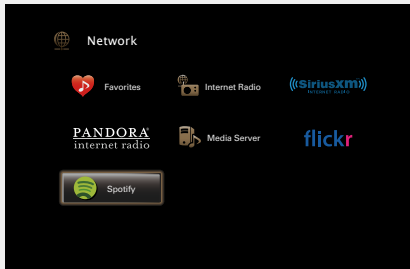 Network
Favorites
Internet Radio
((SiriusXM))
INTERNET RADIO
PANDORA®
internet radio
Media Server
flickr
Spotify